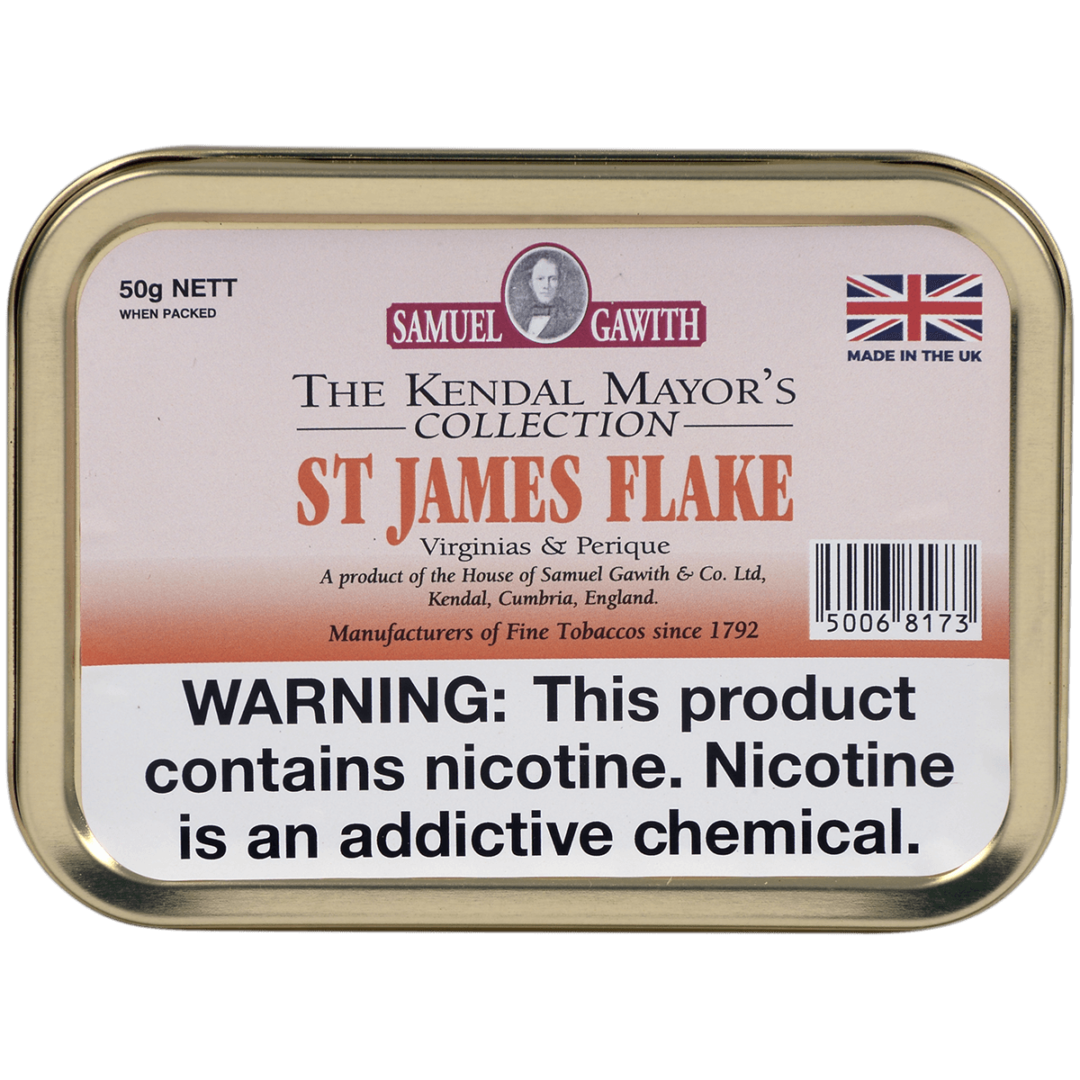 50g NETT
WHEN PACKED
SAMUEL GAWITH
MADE IN THE UK
THE KENDAL MAYOR'S
COLLECTION
ST JAMES FLAKE
Virginias & Perique
A product of the House of Samuel Gawith & Co. Ltd,
Kendal, Cumbria, England.
Manufacturers of Fine Tobaccos since 1792
5006 8173
WARNING: This product
contains nicotine. Nicotine
is an addictive chemical.